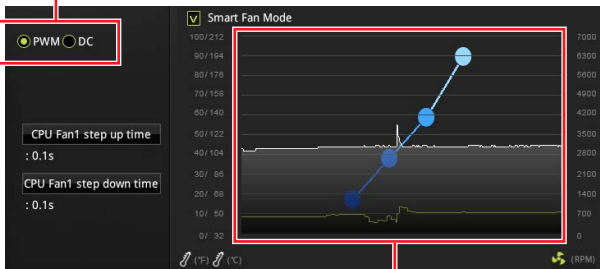 V Smart Fan Mode
PWM DC
100/212 7000
90/194 6300
80/176 5600
70/158 4900
60/140 4200
50/122 3500
40/104 2800
30/ 86 2100
20/ 68 1400
10/ 50 700
0/ 32 0
CPU Fan1 step up time
: 0.1s
CPU Fan1 step down time
: 0.1s
(°F) (°C) (RPM)